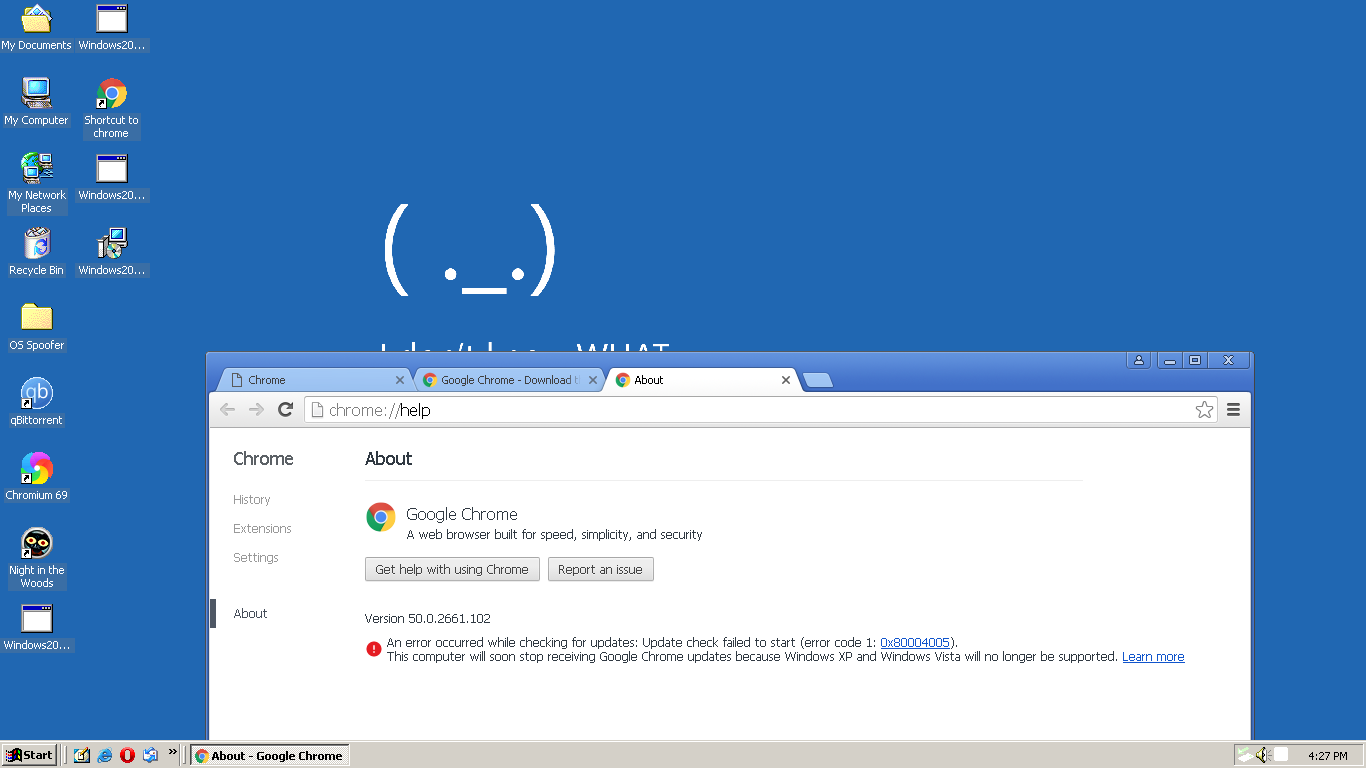 My Documents
Windows20...
My Computer
Shortcut to
chrome
My Network
Places
Windows20...
Recycle Bin
Windows20...
OS Spoofer
qb
qBittorrent
Chromium 69
Night in the
Woods
Windows20...
( ._.)
WHAT
Chrome
Google Chrome - Download t
About
chrome://help
Chrome
History
Extensions
Settings
About
About
Google Chrome
A web browser built for speed, simplicity, and security
Get help with using Chrome
Report an issue
Version 50.0.2661.102
An error occurred while checking for updates: Update check failed to start (error code 1: 0x80004005).
This computer will soon stop receiving Google Chrome updates because Windows XP and Windows Vista will no longer be supported. Learn more
Start
»
About - Google Chrome
4:27 PM